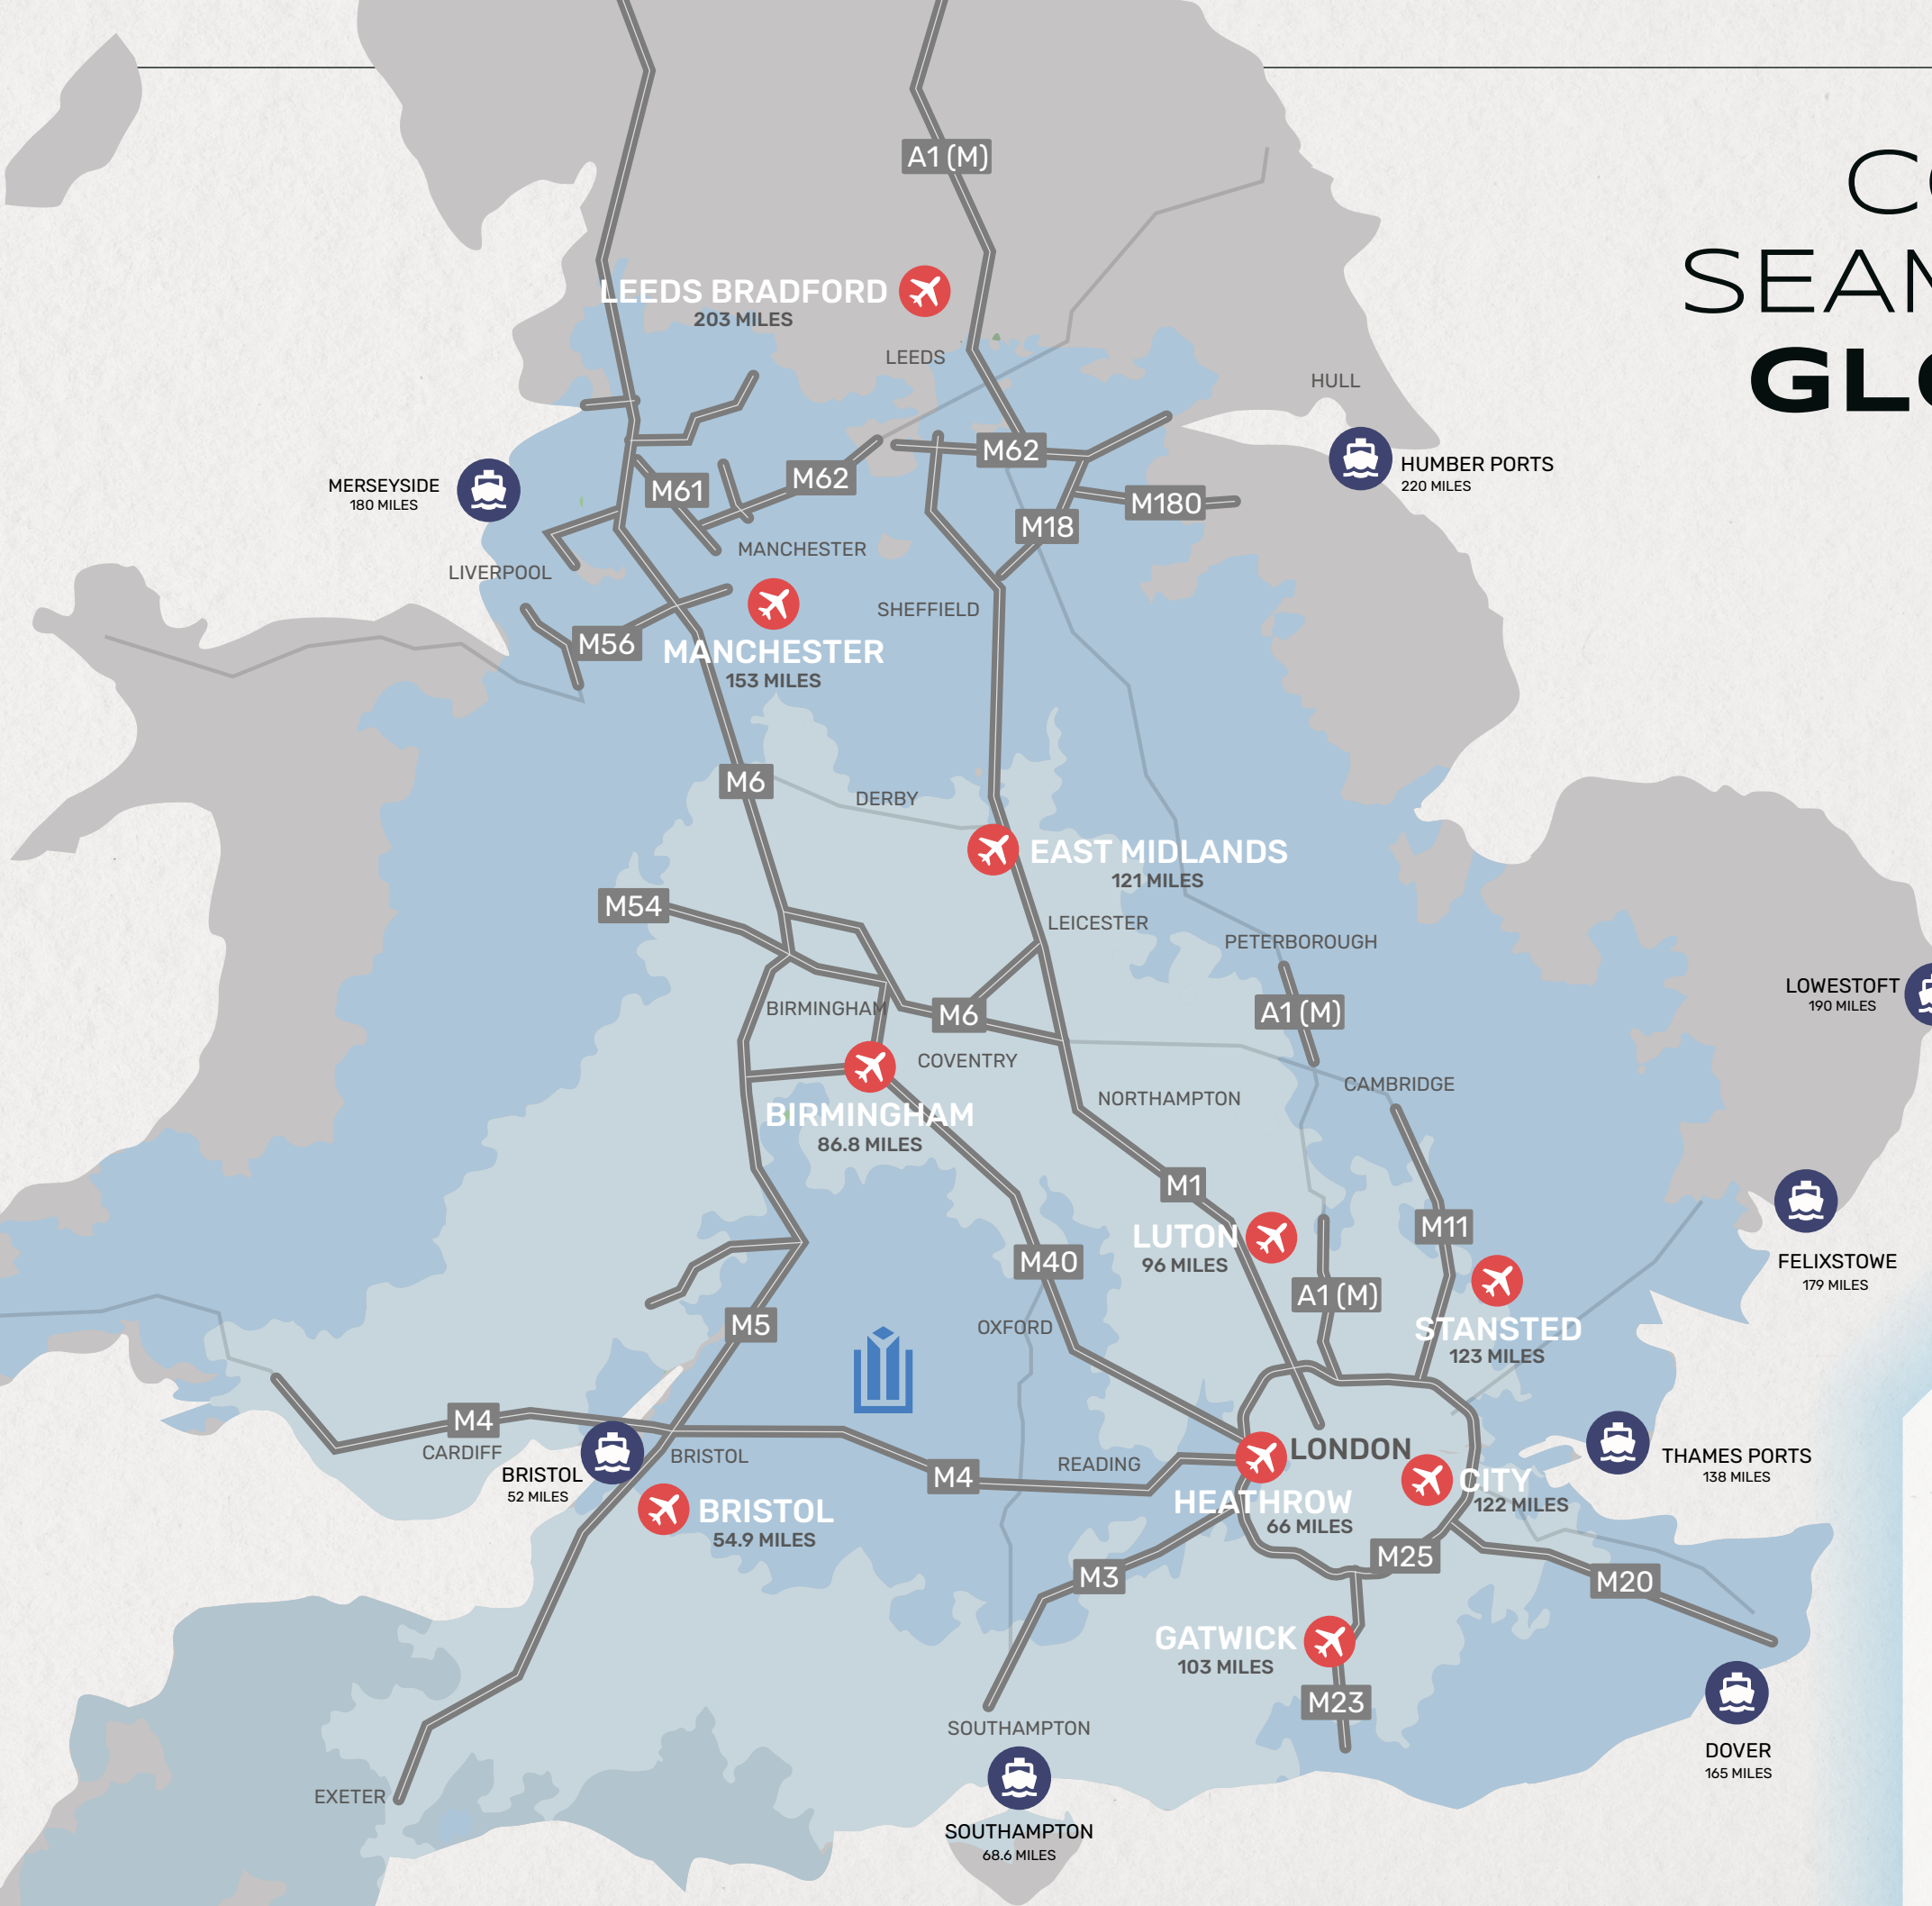 A1 (M)
C
SEAM
GLO
LEEDS BRADFORD
203 MILES
LEEDS
HULL
M62
HUMBER PORTS
220 MILES
MERSEYSIDE
180 MILES
M61
M62
M180
M18
MANCHESTER
LIVERPOOL
SHEFFIELD
M56
MANCHESTER
153 MILES
M6
DERBY
EAST MIDLANDS
121 MILES
M54
LEICESTER
PETERBOROUGH
LOWESTOFT
190 MILES
BIRMINGHAM
M6
A1 (M)
COVENTRY
CAMBRIDGE
NORTHAMPTON
BIRMINGHAM
86.8 MILES
M1
M11
LUTON
96 MILES
M40
FELIXSTOWE
179 MILES
A1 (M)
M5
OXFORD
STANSTED
123 MILES
M4
CARDIFF
BRISTOL
52 MILES
BRISTOL
M4
READING
LONDON
THAMES PORTS
138 MILES
CITY
122 MILES
HEATHROW
66 MILES
BRISTOL
54.9 MILES
M25
M3
M20
GATWICK
103 MILES
M23
SOUTHAMPTON
DOVER
165 MILES
EXETER
SOUTHAMPTON
68.6 MILES